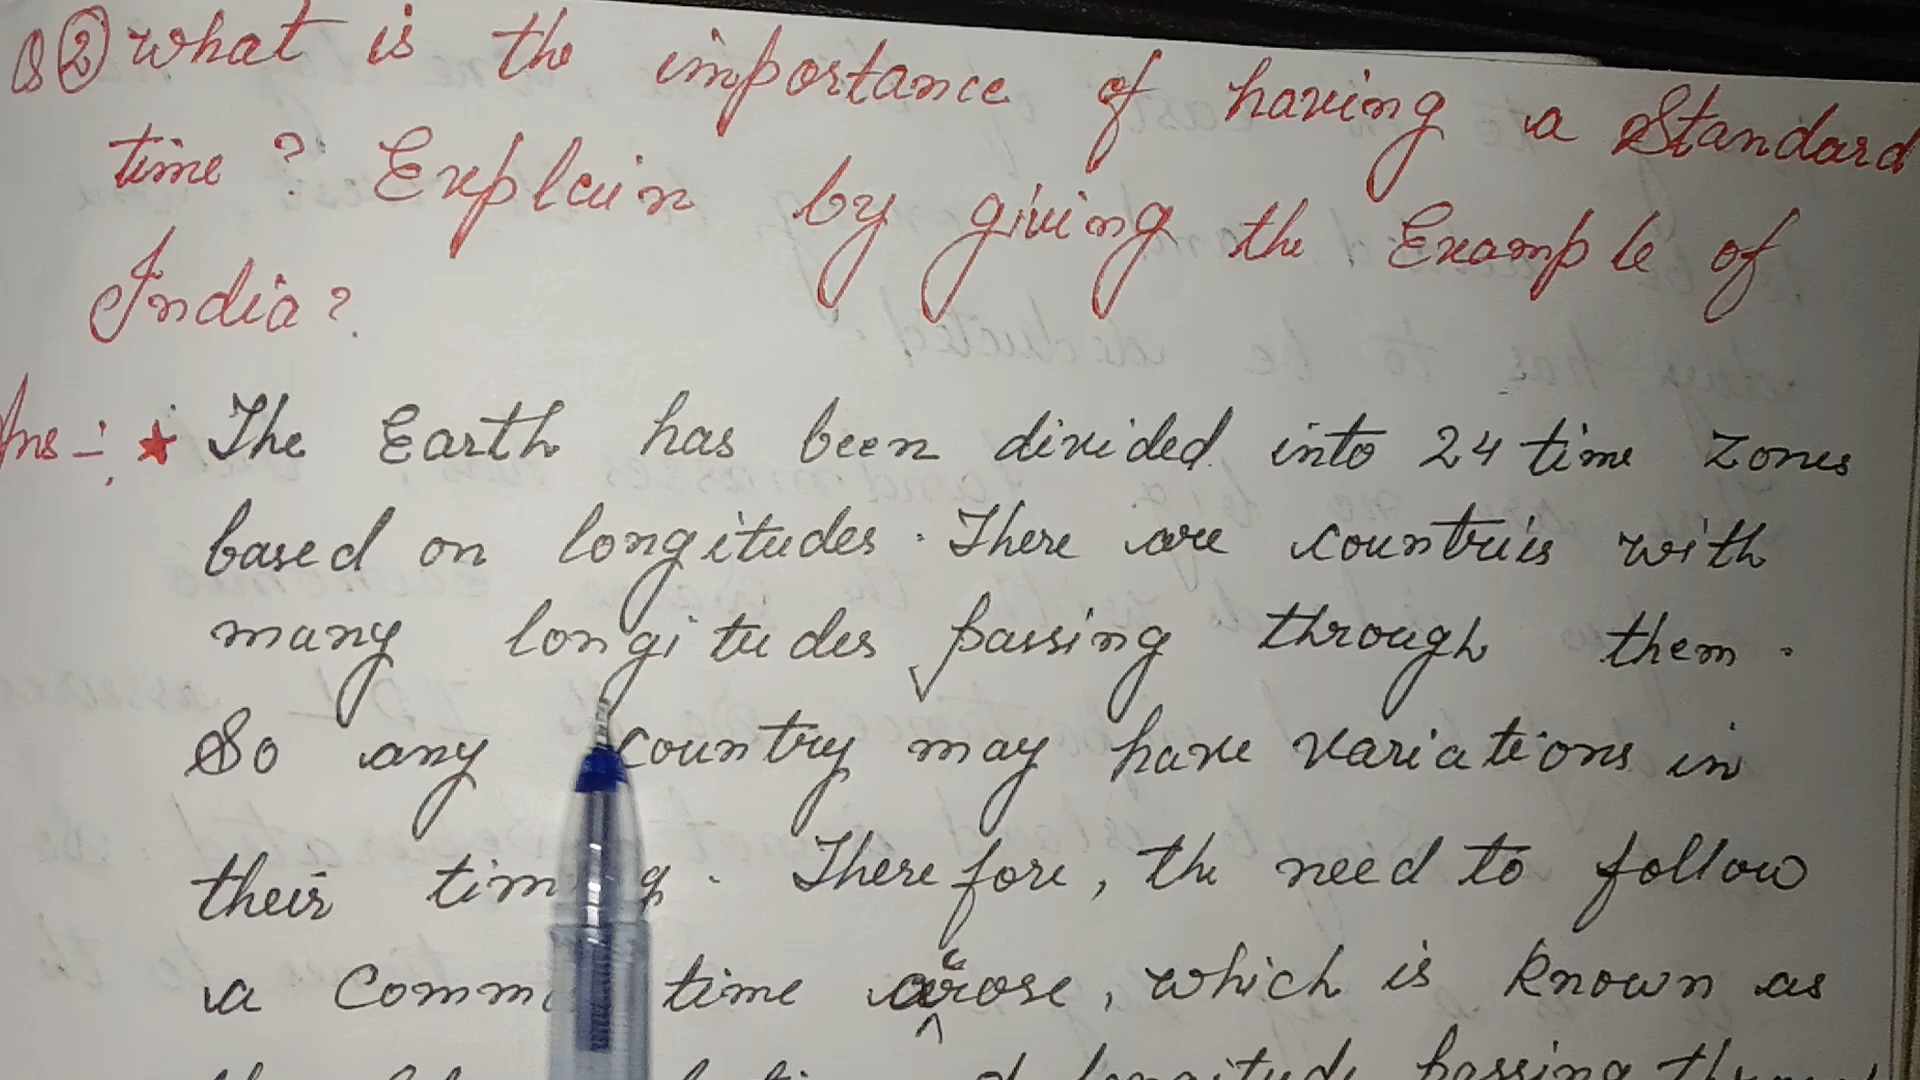 Q② What is the importance of having a Standard
time? Explain by giving the Example of
India?
Ans:- ★ The Earth has been divided into 24 time zones
based on longitudes. There are countries with
many longitudes passing through them.
So any country may have variations in
their
. Therefore, the need to follow
a time arose, which is known as
longitude passing